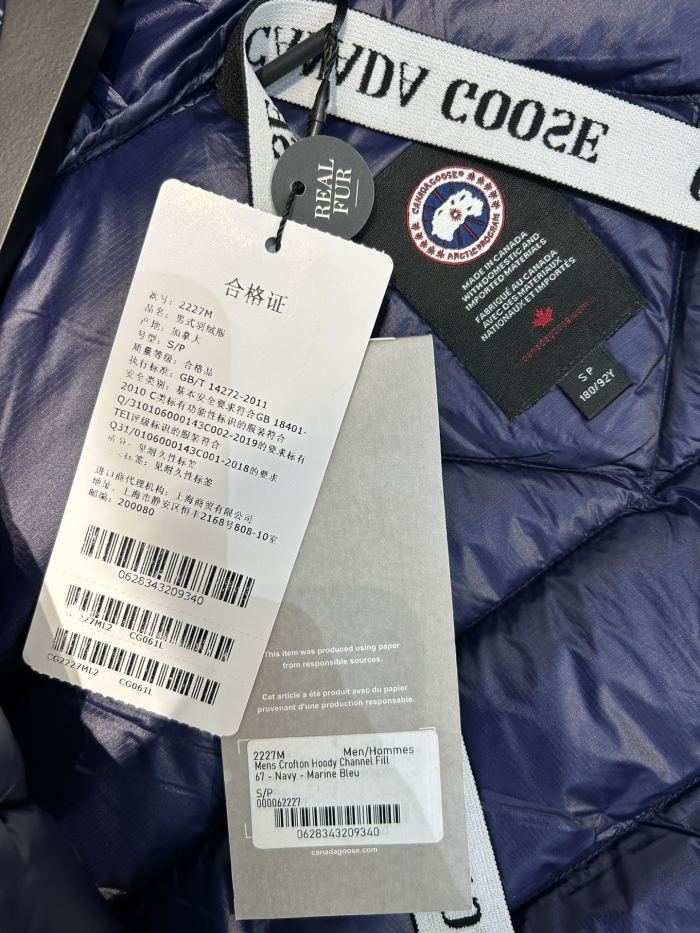 CANADA GOOSE
REAL
FUR
CANADA GOOSE®
ARCTIC PROGRAM
MADE IN CANADA
WITH DOMESTIC AND
IMPORTED MATERIALS
FABRIQUÉ AU CANADA
AVEC DES MATÉRIAUX
NATIONAUX ET IMPORTÉS
canadagoose.com
S P
180/92Y
合格证
款号: 2227M
品名: 男式羽绒服
产地: 加拿大
号型: S/P
质量等级: 合格品
执行标准: GB/T 14272-2011
安全类别: 基本安全要求符合GB 18401-
2010 C类标有功能性标识的服装符合
Q/310106000143C002-2019的要求标有
TEI评级标识的服装符合
Q31/0106000143C001-2018的要求
成分: 见耐久性标签
标签: 见耐久性标签
进口商代理机构: 上海商贸有限公司
地址: 上海市静安区恒丰2168号808-10室
邮编: 200080
0628343209340
2227ML2 CG061L
CG2227ML2 CG061L
This item was produced using paper
from responsible sources.
Cet article a été produit avec du papier
provenant d'une production responsable.
2227M Men/Hommes
Mens Crofton Hoody Channel Fill
67 - Navy - Marine Bleu
S/P
000062227
0628343209340
canadagoose.com